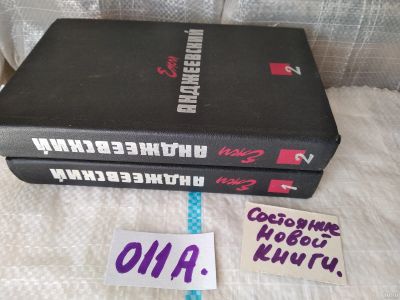 Ежи
АНДЖЕЕВСКИЙ
2
Ежи АНДЖЕЕВСКИЙ 2
Ежи АНДЖЕЕВСКИЙ 1
011А.
Состояние
новой
книги.